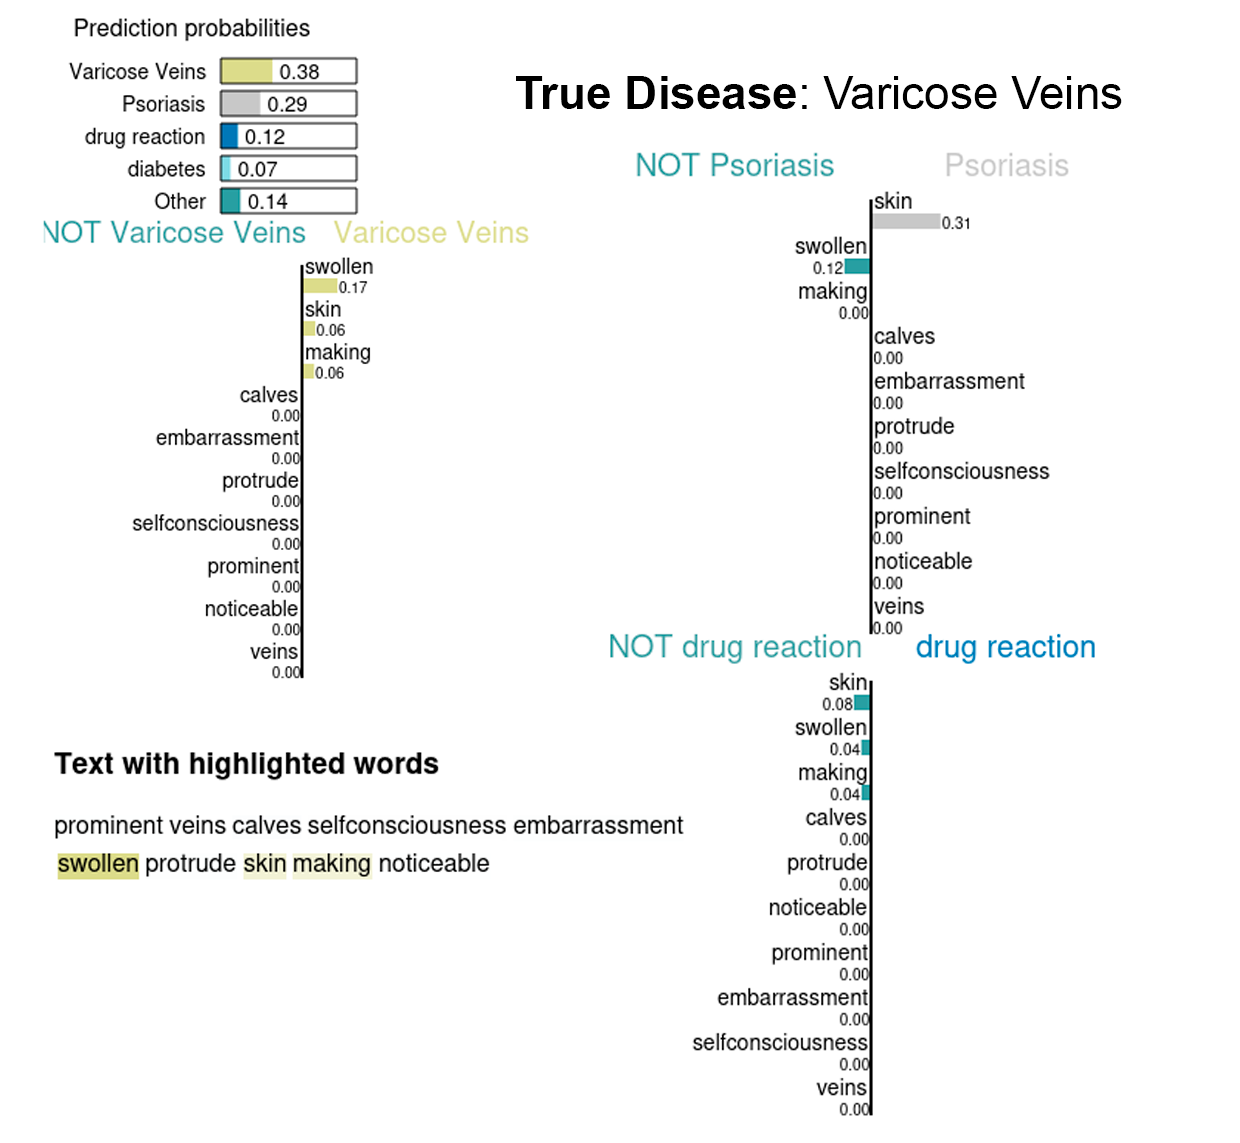 Prediction probabilities
Varicose Veins 0.38
Psoriasis 0.29
drug reaction 0.12
diabetes 0.07
Other 0.14
True Disease: Varicose Veins
NOT Varicose Veins Varicose Veins
swollen
0.17
skin
0.06
making
0.06
calves
0.00
embarrassment
0.00
protrude
0.00
selfconsciousness
0.00
prominent
0.00
noticeable
0.00
veins
0.00
NOT Psoriasis Psoriasis
skin
0.31
swollen
0.12
making
0.00
calves
0.00
embarrassment
0.00
protrude
0.00
selfconsciousness
0.00
prominent
0.00
noticeable
0.00
veins
0.00
NOT drug reaction drug reaction
skin
0.08
swollen
0.04
making
0.04
calves
0.00
protrude
0.00
noticeable
0.00
prominent
0.00
embarrassment
0.00
selfconsciousness
0.00
veins
0.00
Text with highlighted words
prominent veins calves selfconsciousness embarrassment
swollen protrude skin making noticeable